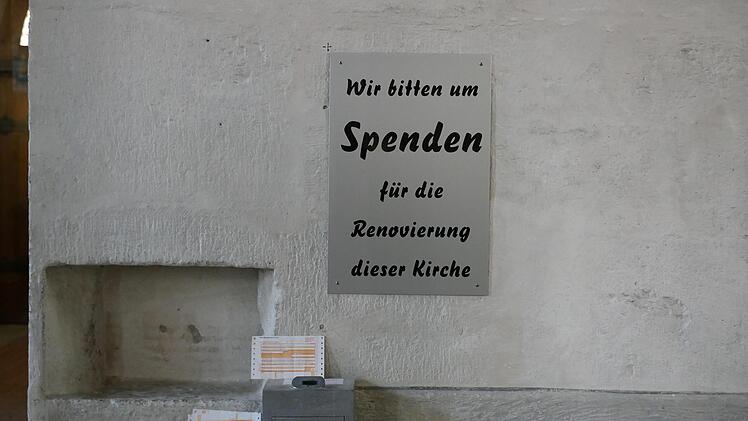 Wir bitten um
Spenden
für die
Renovierung
dieser Kirche